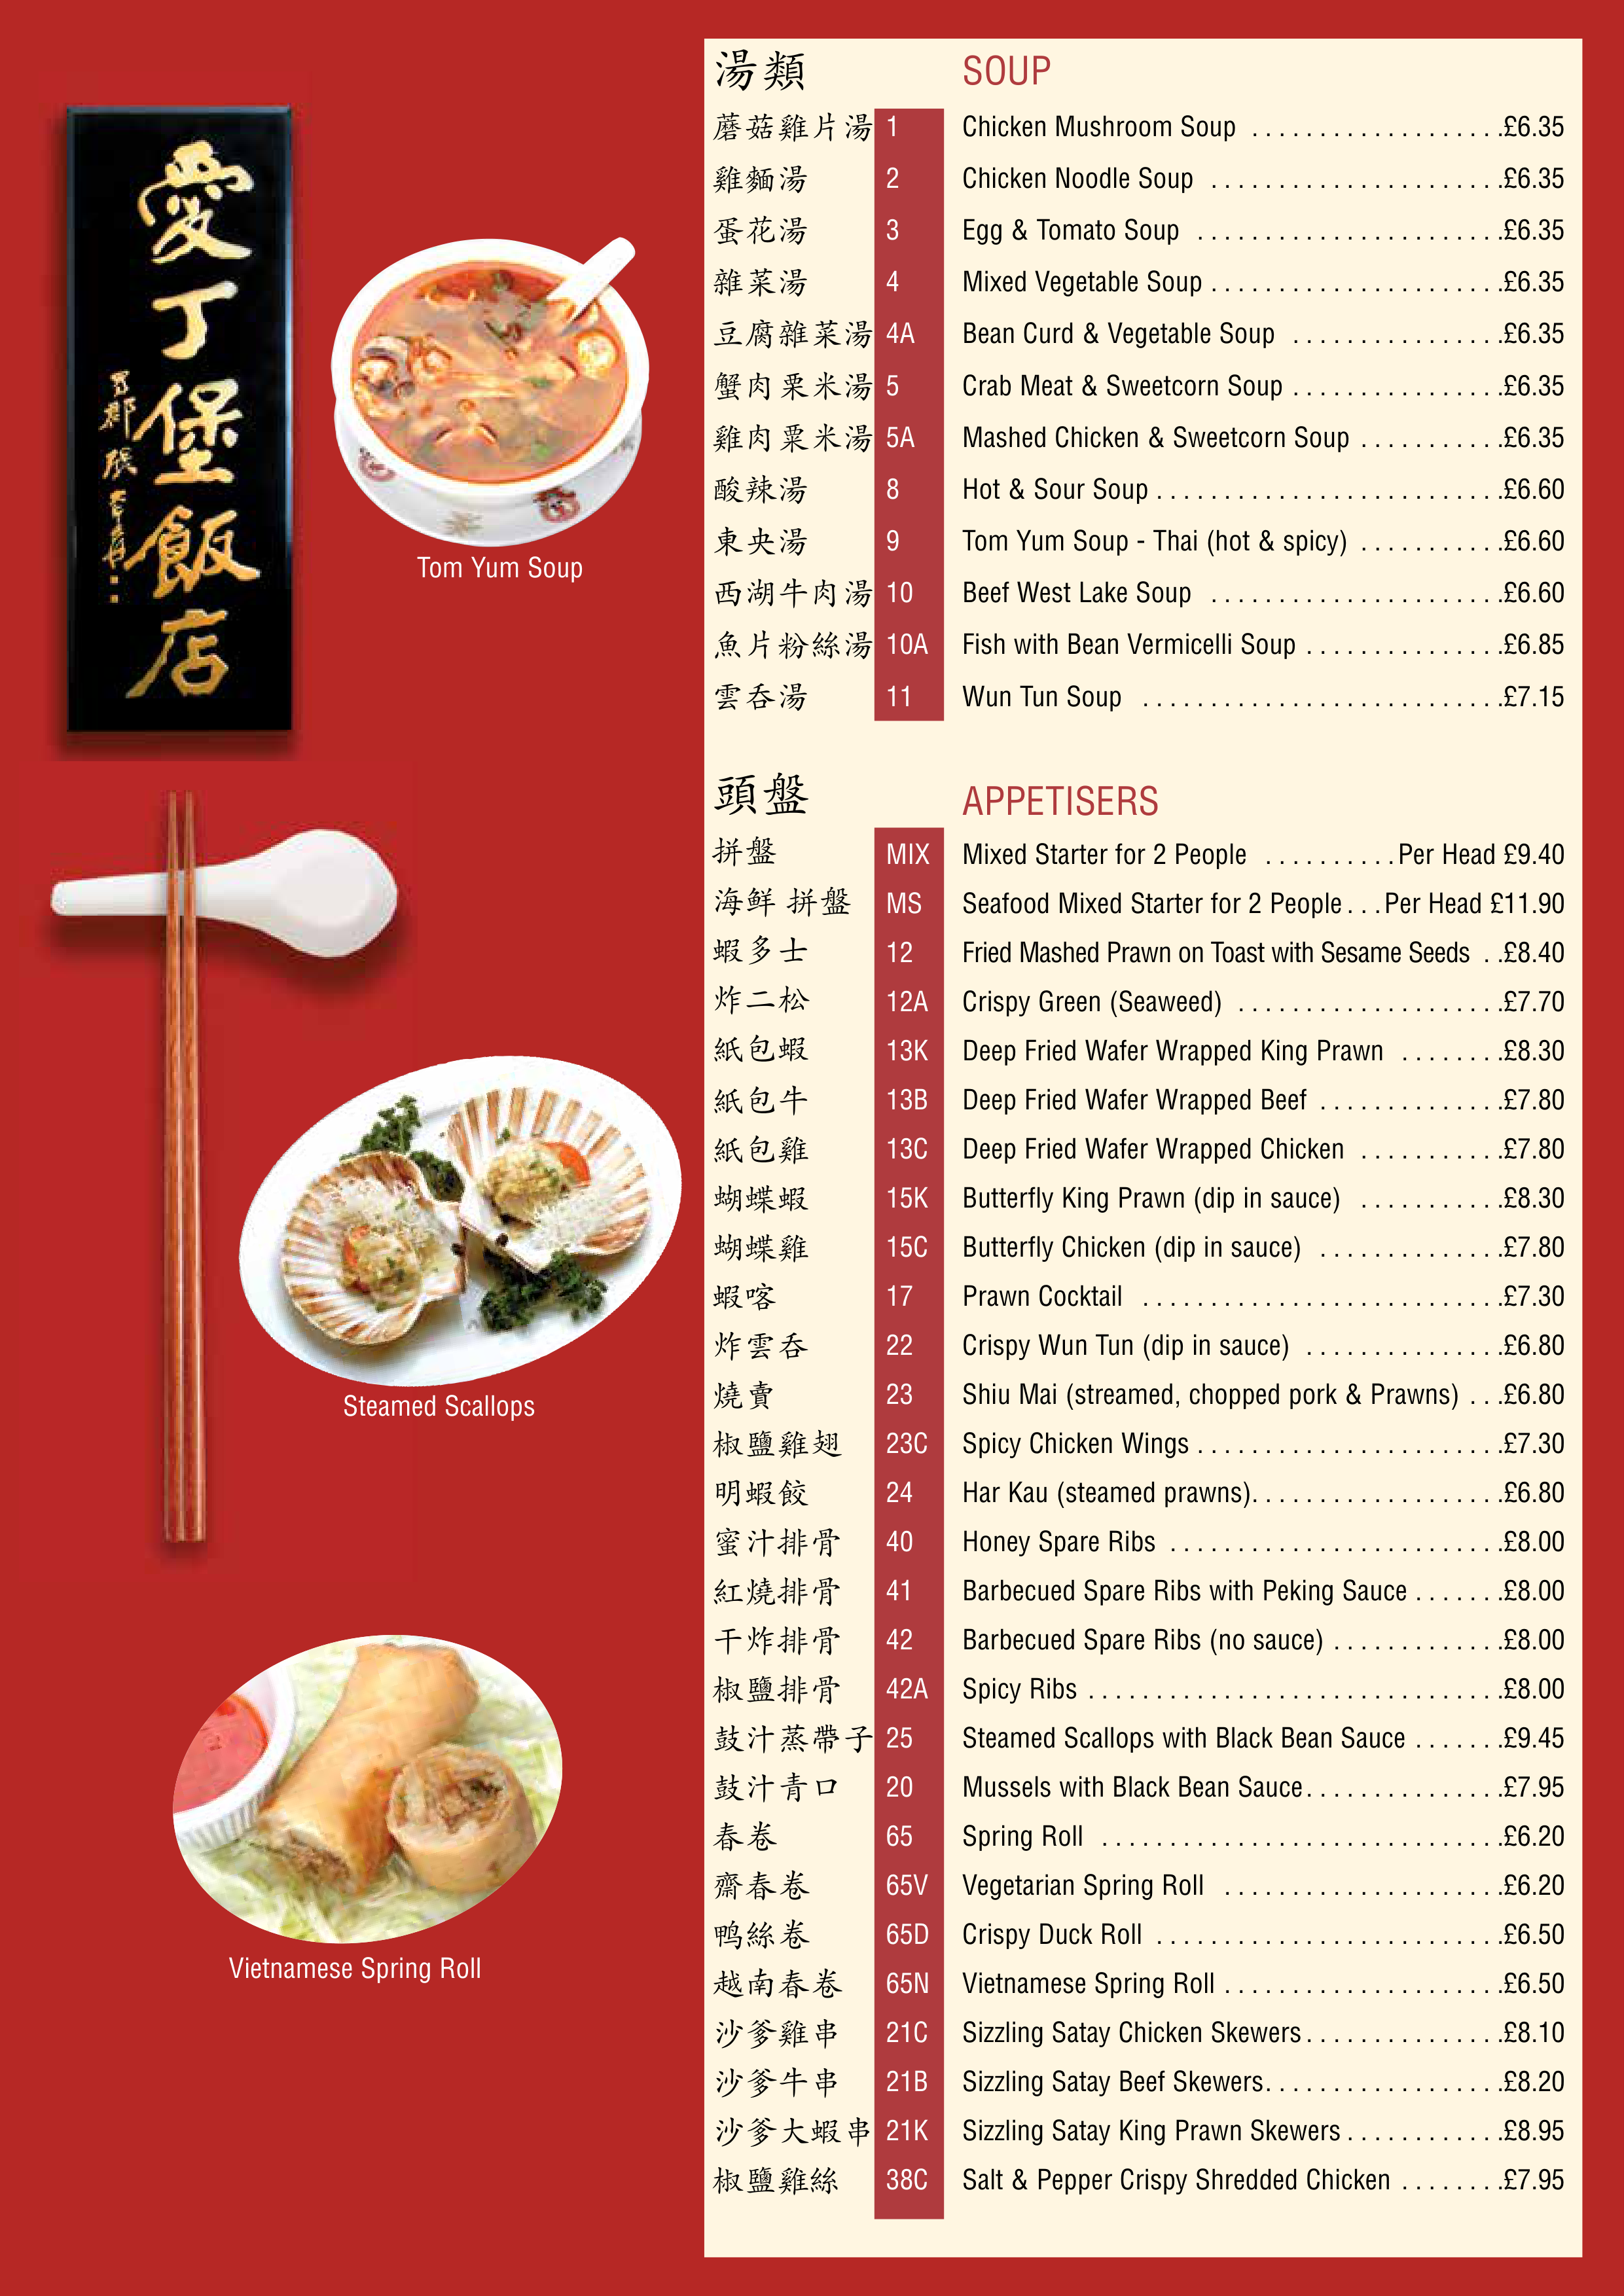 愛丁堡飯店
Tom Yum Soup
Steamed Scallops
Vietnamese Spring Roll
湯類 SOUP
蘑菇雞片湯 1 Chicken Mushroom Soup . . . . . . . . . . . . . . . . . . .£6.35
雞麵湯 2 Chicken Noodle Soup . . . . . . . . . . . . . . . . . . . . . .£6.35
蛋花湯 3 Egg & Tomato Soup . . . . . . . . . . . . . . . . . . . . . . .£6.35
雜菜湯 4 Mixed Vegetable Soup . . . . . . . . . . . . . . . . . . . . . .£6.35
豆腐雜菜湯 4A Bean Curd & Vegetable Soup . . . . . . . . . . . . . . . .£6.35
蟹肉粟米湯 5 Crab Meat & Sweetcorn Soup . . . . . . . . . . . . . . . .£6.35
雞肉粟米湯 5A Mashed Chicken & Sweetcorn Soup . . . . . . . . . . .£6.35
酸辣湯 8 Hot & Sour Soup . . . . . . . . . . . . . . . . . . . . . . . . . .£6.60
東央湯 9 Tom Yum Soup - Thai (hot & spicy) . . . . . . . . . . .£6.60
西湖牛肉湯 10 Beef West Lake Soup . . . . . . . . . . . . . . . . . . . . . .£6.60
魚片粉絲湯 10A Fish with Bean Vermicelli Soup . . . . . . . . . . . . . . .£6.85
雲吞湯 11 Wun Tun Soup . . . . . . . . . . . . . . . . . . . . . . . . . . .£7.15
頭盤 APPETISERS
拼盤 MIX Mixed Starter for 2 People . . . . . . . . . . Per Head £9.40
海鮮 拼盤 MS Seafood Mixed Starter for 2 People . . . Per Head £11.90
蝦多士 12 Fried Mashed Prawn on Toast with Sesame Seeds . .£8.40
炸二松 12A Crispy Green (Seaweed) . . . . . . . . . . . . . . . . . . . .£7.70
紙包蝦 13K Deep Fried Wafer Wrapped King Prawn . . . . . . . .£8.30
紙包牛 13B Deep Fried Wafer Wrapped Beef . . . . . . . . . . . . . .£7.80
紙包雞 13C Deep Fried Wafer Wrapped Chicken . . . . . . . . . . .£7.80
蝴蝶蝦 15K Butterfly King Prawn (dip in sauce) . . . . . . . . . . .£8.30
蝴蝶雞 15C Butterfly Chicken (dip in sauce) . . . . . . . . . . . . . .£7.80
蝦喀 17 Prawn Cocktail . . . . . . . . . . . . . . . . . . . . . . . . . . .£7.30
炸雲吞 22 Crispy Wun Tun (dip in sauce) . . . . . . . . . . . . . . .£6.80
燒賣 23 Shiu Mai (streamed, chopped pork & Prawns) . . .£6.80
椒鹽雞翅 23C Spicy Chicken Wings . . . . . . . . . . . . . . . . . . . . . . .£7.30
明蝦餃 24 Har Kau (steamed prawns). . . . . . . . . . . . . . . . . . .£6.80
蜜汁排骨 40 Honey Spare Ribs . . . . . . . . . . . . . . . . . . . . . . . . .£8.00
紅燒排骨 41 Barbecued Spare Ribs with Peking Sauce . . . . . . .£8.00
干炸排骨 42 Barbecued Spare Ribs (no sauce) . . . . . . . . . . . . .£8.00
椒鹽排骨 42A Spicy Ribs . . . . . . . . . . . . . . . . . . . . . . . . . . . . . . .£8.00
鼓汁蒸帶子 25 Steamed Scallops with Black Bean Sauce . . . . . . .£9.45
鼓汁青口 20 Mussels with Black Bean Sauce. . . . . . . . . . . . . . .£7.95
春卷 65 Spring Roll . . . . . . . . . . . . . . . . . . . . . . . . . . . . . .£6.20
齋春卷 65V Vegetarian Spring Roll . . . . . . . . . . . . . . . . . . . . .£6.20
鴨絲卷 65D Crispy Duck Roll . . . . . . . . . . . . . . . . . . . . . . . . . .£6.50
越南春卷 65N Vietnamese Spring Roll . . . . . . . . . . . . . . . . . . . . .£6.50
沙爹雞串 21C Sizzling Satay Chicken Skewers. . . . . . . . . . . . . . .£8.10
沙爹牛串 21B Sizzling Satay Beef Skewers. . . . . . . . . . . . . . . . . .£8.20
沙爹大蝦串 21K Sizzling Satay King Prawn Skewers . . . . . . . . . . . .£8.95
椒鹽雞絲 38C Salt & Pepper Crispy Shredded Chicken . . . . . . . .£7.95